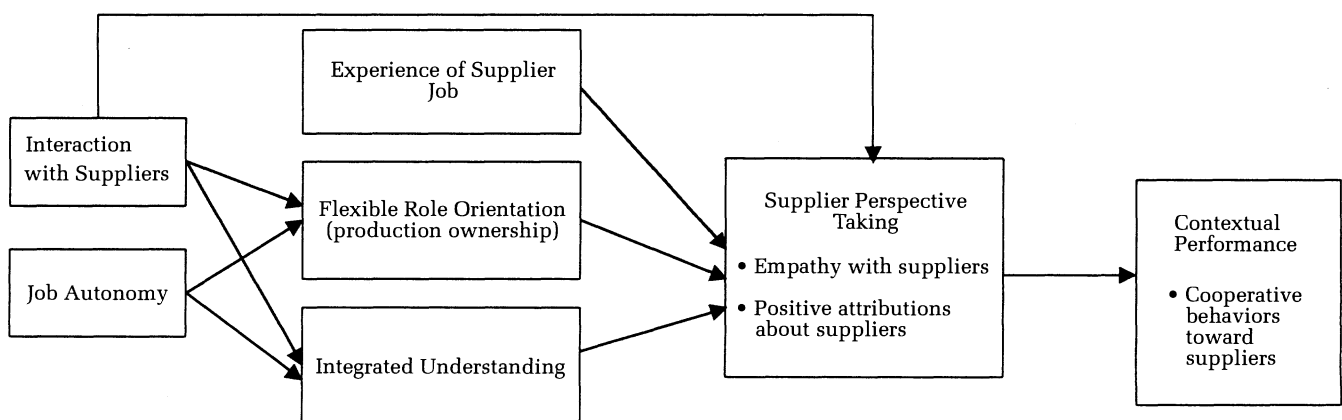 Experience of Supplier
Job
Interaction
with Suppliers
Flexible Role Orientation
(production ownership)
Job Autonomy
Integrated Understanding
Supplier Perspective
Taking
• Empathy with suppliers
• Positive attributions
about suppliers
Contextual
Performance
• Cooperative
behaviors
toward
suppliers